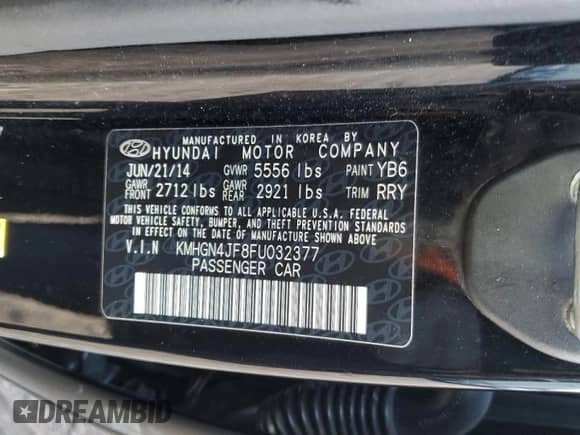 MANUFACTURED IN KOREA BY
HYUNDAI MOTOR COMPANY
JUN/21/14 GVWR 5556 lbs PAINT YB6
GAWR FRONT 2712 lbs GAWR REAR 2921 lbs TRIM RRY
THIS VEHICLE CONFORMS TO ALL APPLICABLE U.S.A. FEDERAL
MOTOR VEHICLE SAFETY, BUMPER, AND THEFT PREVENTION STANDARDS
IN EFFECT ON THE DATE OF MANUFACTURE SHOWN ABOVE.
V.I.N KMHGN4JF8FU032377
PASSENGER CAR
DREAMBID